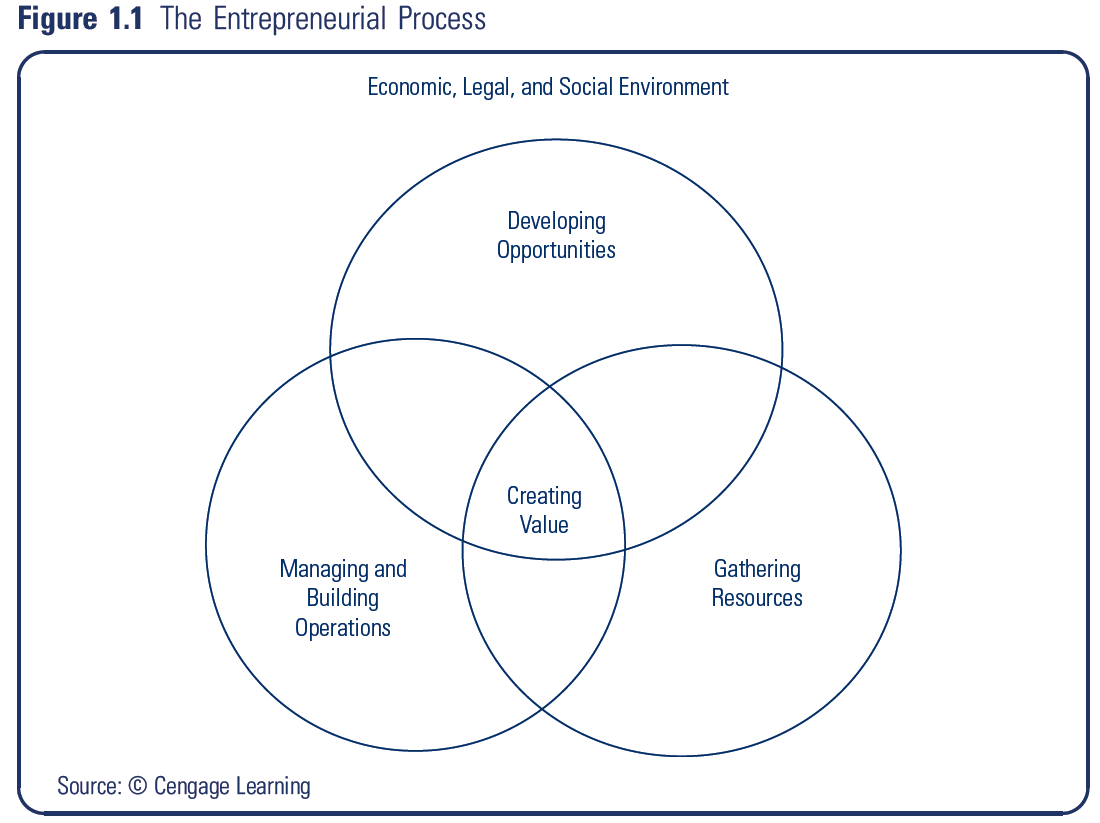 Figure 1.1 The Entrepreneurial Process
Economic, Legal, and Social Environment
Developing
Opportunities
Creating
Value
Managing and
Building
Operations
Gathering
Resources
Source: © Cengage Learning